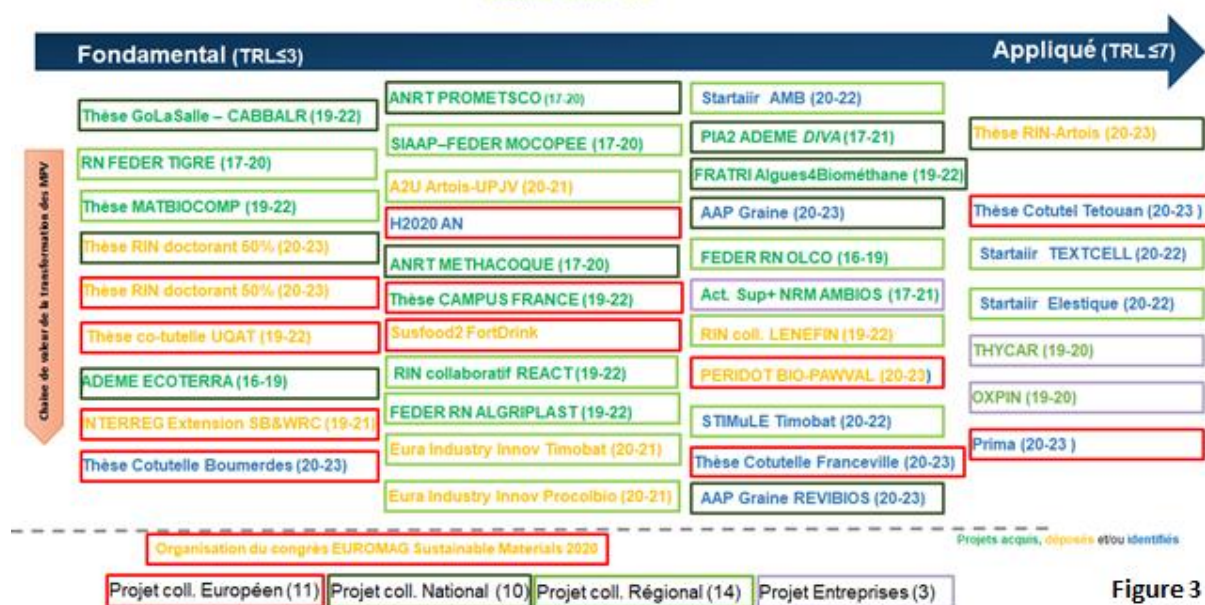 Fondamental (TRL≤3)
Appliqué (TRL ≤7)
Chaine de valeur de la transformation des MPV
Thèse GoLaSalle – CABBALR (19-22)
RN FEDER TIGRE (17-20)
Thèse MATBIOCOMP (19-22)
Thèse RIN doctorant 50% (20-23)
Thèse RIN doctorant 50% (20-23)
Thèse co-tutelle UQAT (19-22)
ADEME ECOTERRA (16-19)
INTERREG Extension SB&WRC (19-21)
Thèse Cotutelle Boumerdes (20-23)
ANRT PROMETSCO (17-20)
SIAAP–FEDER MOCOPEE (17-20)
A2U Artois-UPJV (20-21)
H2020 AN
ANRT METHACOQUE (17-20)
Thèse CAMPUS FRANCE (19-22)
Susfood2 FortDrink
RIN collaboratif REACT (19-22)
FEDER RN ALGRIPLAST (19-22)
Eura Industry Innov Timobat (20-21)
Eura Industry Innov Procolbio (20-21)
Startaiir AMB (20-22)
PIA2 ADEME DIVA (17-21)
FRATRI Algues4Biométhane (19-22)
AAP Graine (20-23)
FEDER RN OLCO (16-19)
Act. Sup+ NRM AMBIOS (17-21)
RIN coll. LENEFIN (19-22)
PERIDOT BIO-PAWVAL (20-23)
STIMuLE Timobat (20-22)
Thèse Cotutelle Franceville (20-23)
AAP Graine REVIBIOS (20-23)
Thèse RIN-Artois (20-23)
Thèse Cotutel Tetouan (20-23 )
Startaiir TEXTCELL (20-22)
Startaiir Elestique (20-22)
THYCAR (19-20)
OXPIN (19-20)
Prima (20-23 )
Projets acquis, déposés et/ou identifiés
Organisation du congrès EUROMAG Sustainable Materials 2020
Projet coll. Européen (11)
Projet coll. National (10)
Projet coll. Régional (14)
Projet Entreprises (3)
Figure 3